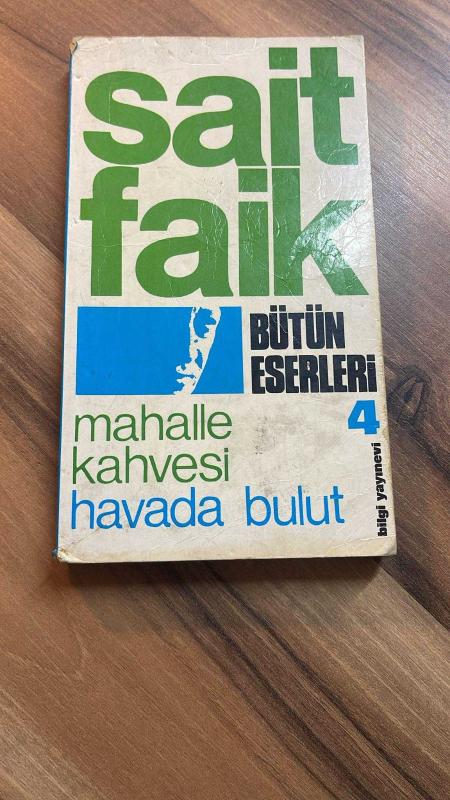 sait
faik
BÜTÜN
ESERLERİ
4
mahalle
kahvesi
havada bulut
bilgi yayınevi